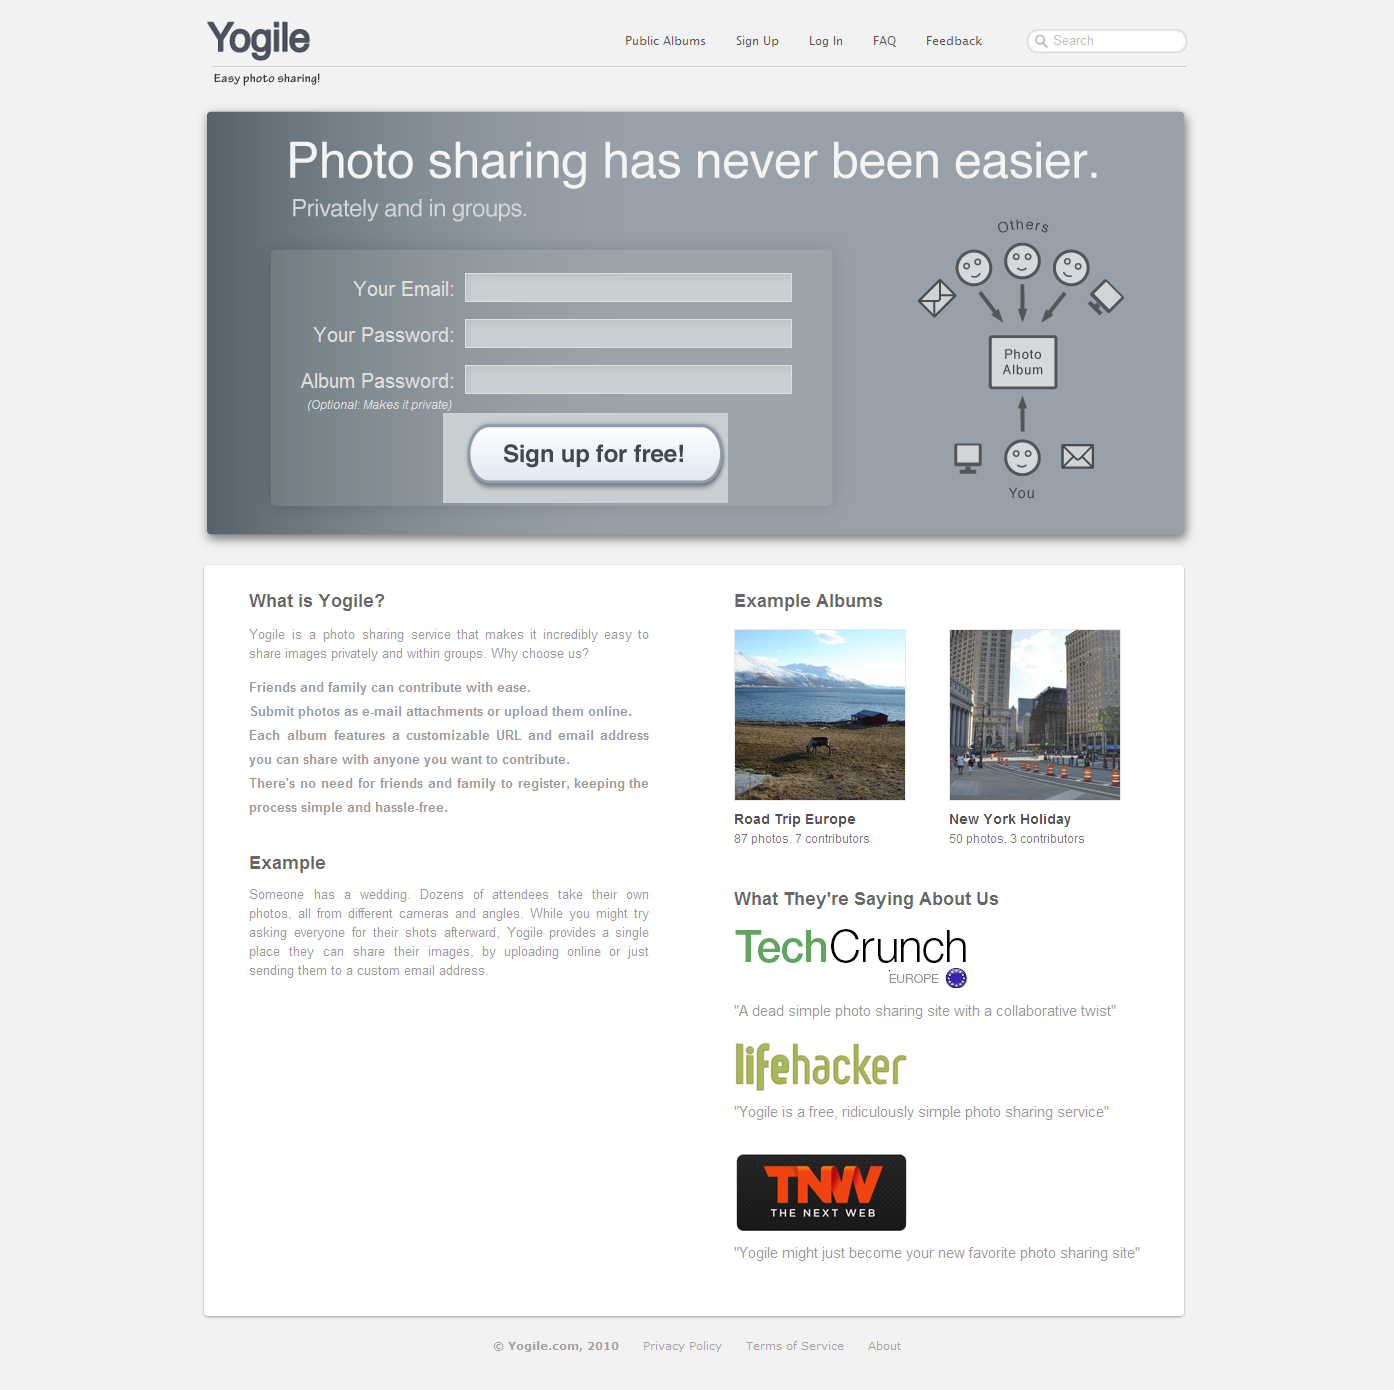 Yogile
Easy photo sharing!
Public Albums
Sign Up
Log In
FAQ
Feedback
Search
Photo sharing has never been easier.
Privately and in groups.
Your Email:
Your Password:
Album Password:
(Optional: Makes it private)
Sign up for free!
Others
Photo
Album
You
What is Yogile?
Yogile is a photo sharing service that makes it incredibly easy to
share images privately and within groups. Why choose us?
Friends and family can contribute with ease.
Submit photos as e-mail attachments or upload them online.
Each album features a customizable URL and email address
you can share with anyone you want to contribute.
There's no need for friends and family to register, keeping the
process simple and hassle-free.
Example
Someone has a wedding. Dozens of attendees take their own
photos, all from different cameras and angles. While you might try
asking everyone for their shots afterward, Yogile provides a single
place they can share their images, by uploading online or just
sending them to a custom email address.
Example Albums
Road Trip Europe
87 photos. 7 contributors
New York Holiday
50 photos. 3 contributors
What They're Saying About Us
TechCrunch
EUROPE
"A dead simple photo sharing site with a collaborative twist"
lifehacker
"Yogile is a free, ridiculously simple photo sharing service"
TNW
THE NEXT WEB
"Yogile might just become your new favorite photo sharing site"
© Yogile.com, 2010
Privacy Policy
Terms of Service
About